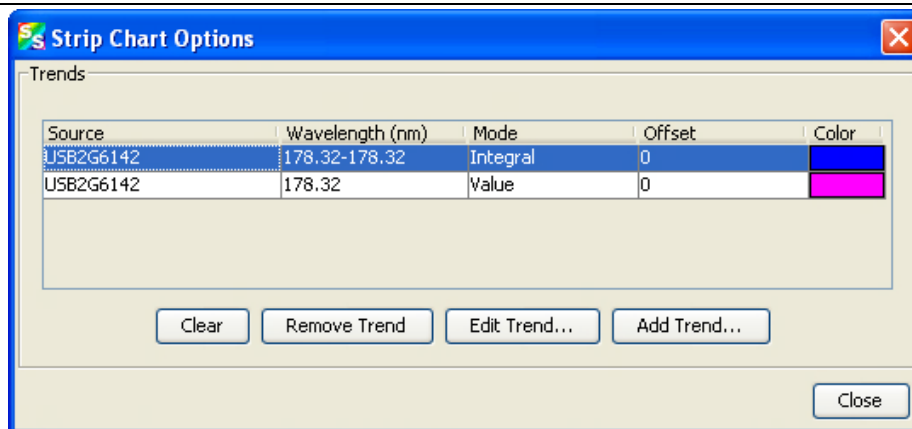 SS Strip Chart Options
Trends
Source Wavelength (nm) Mode Offset Color
USB2G6142 178.32-178.32 Integral 0
USB2G6142 178.32 Value 0
Clear Remove Trend Edit Trend... Add Trend...
Close